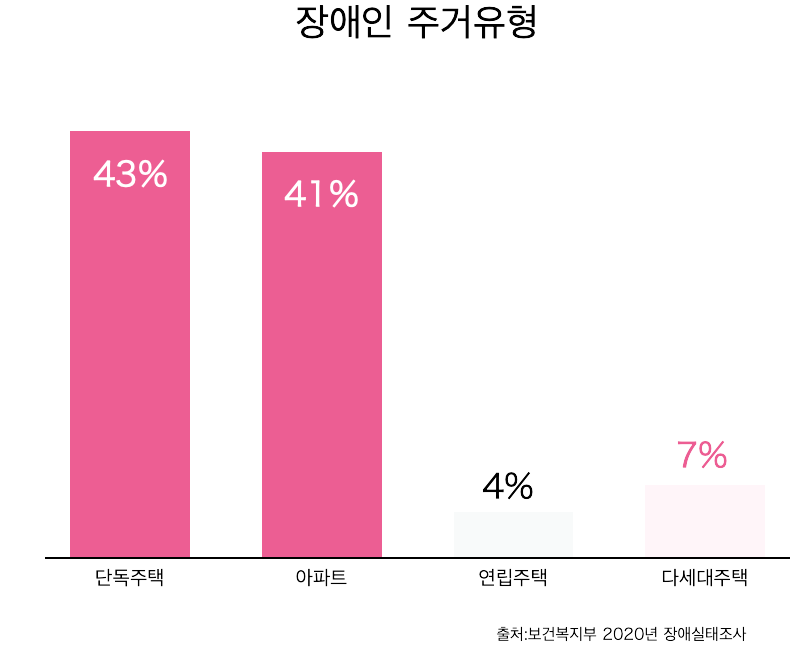 장애인 주거유형
43%
41%
4%
7%
단독주택
아파트
연립주택
다세대주택
출처:보건복지부 2020년 장애실태조사